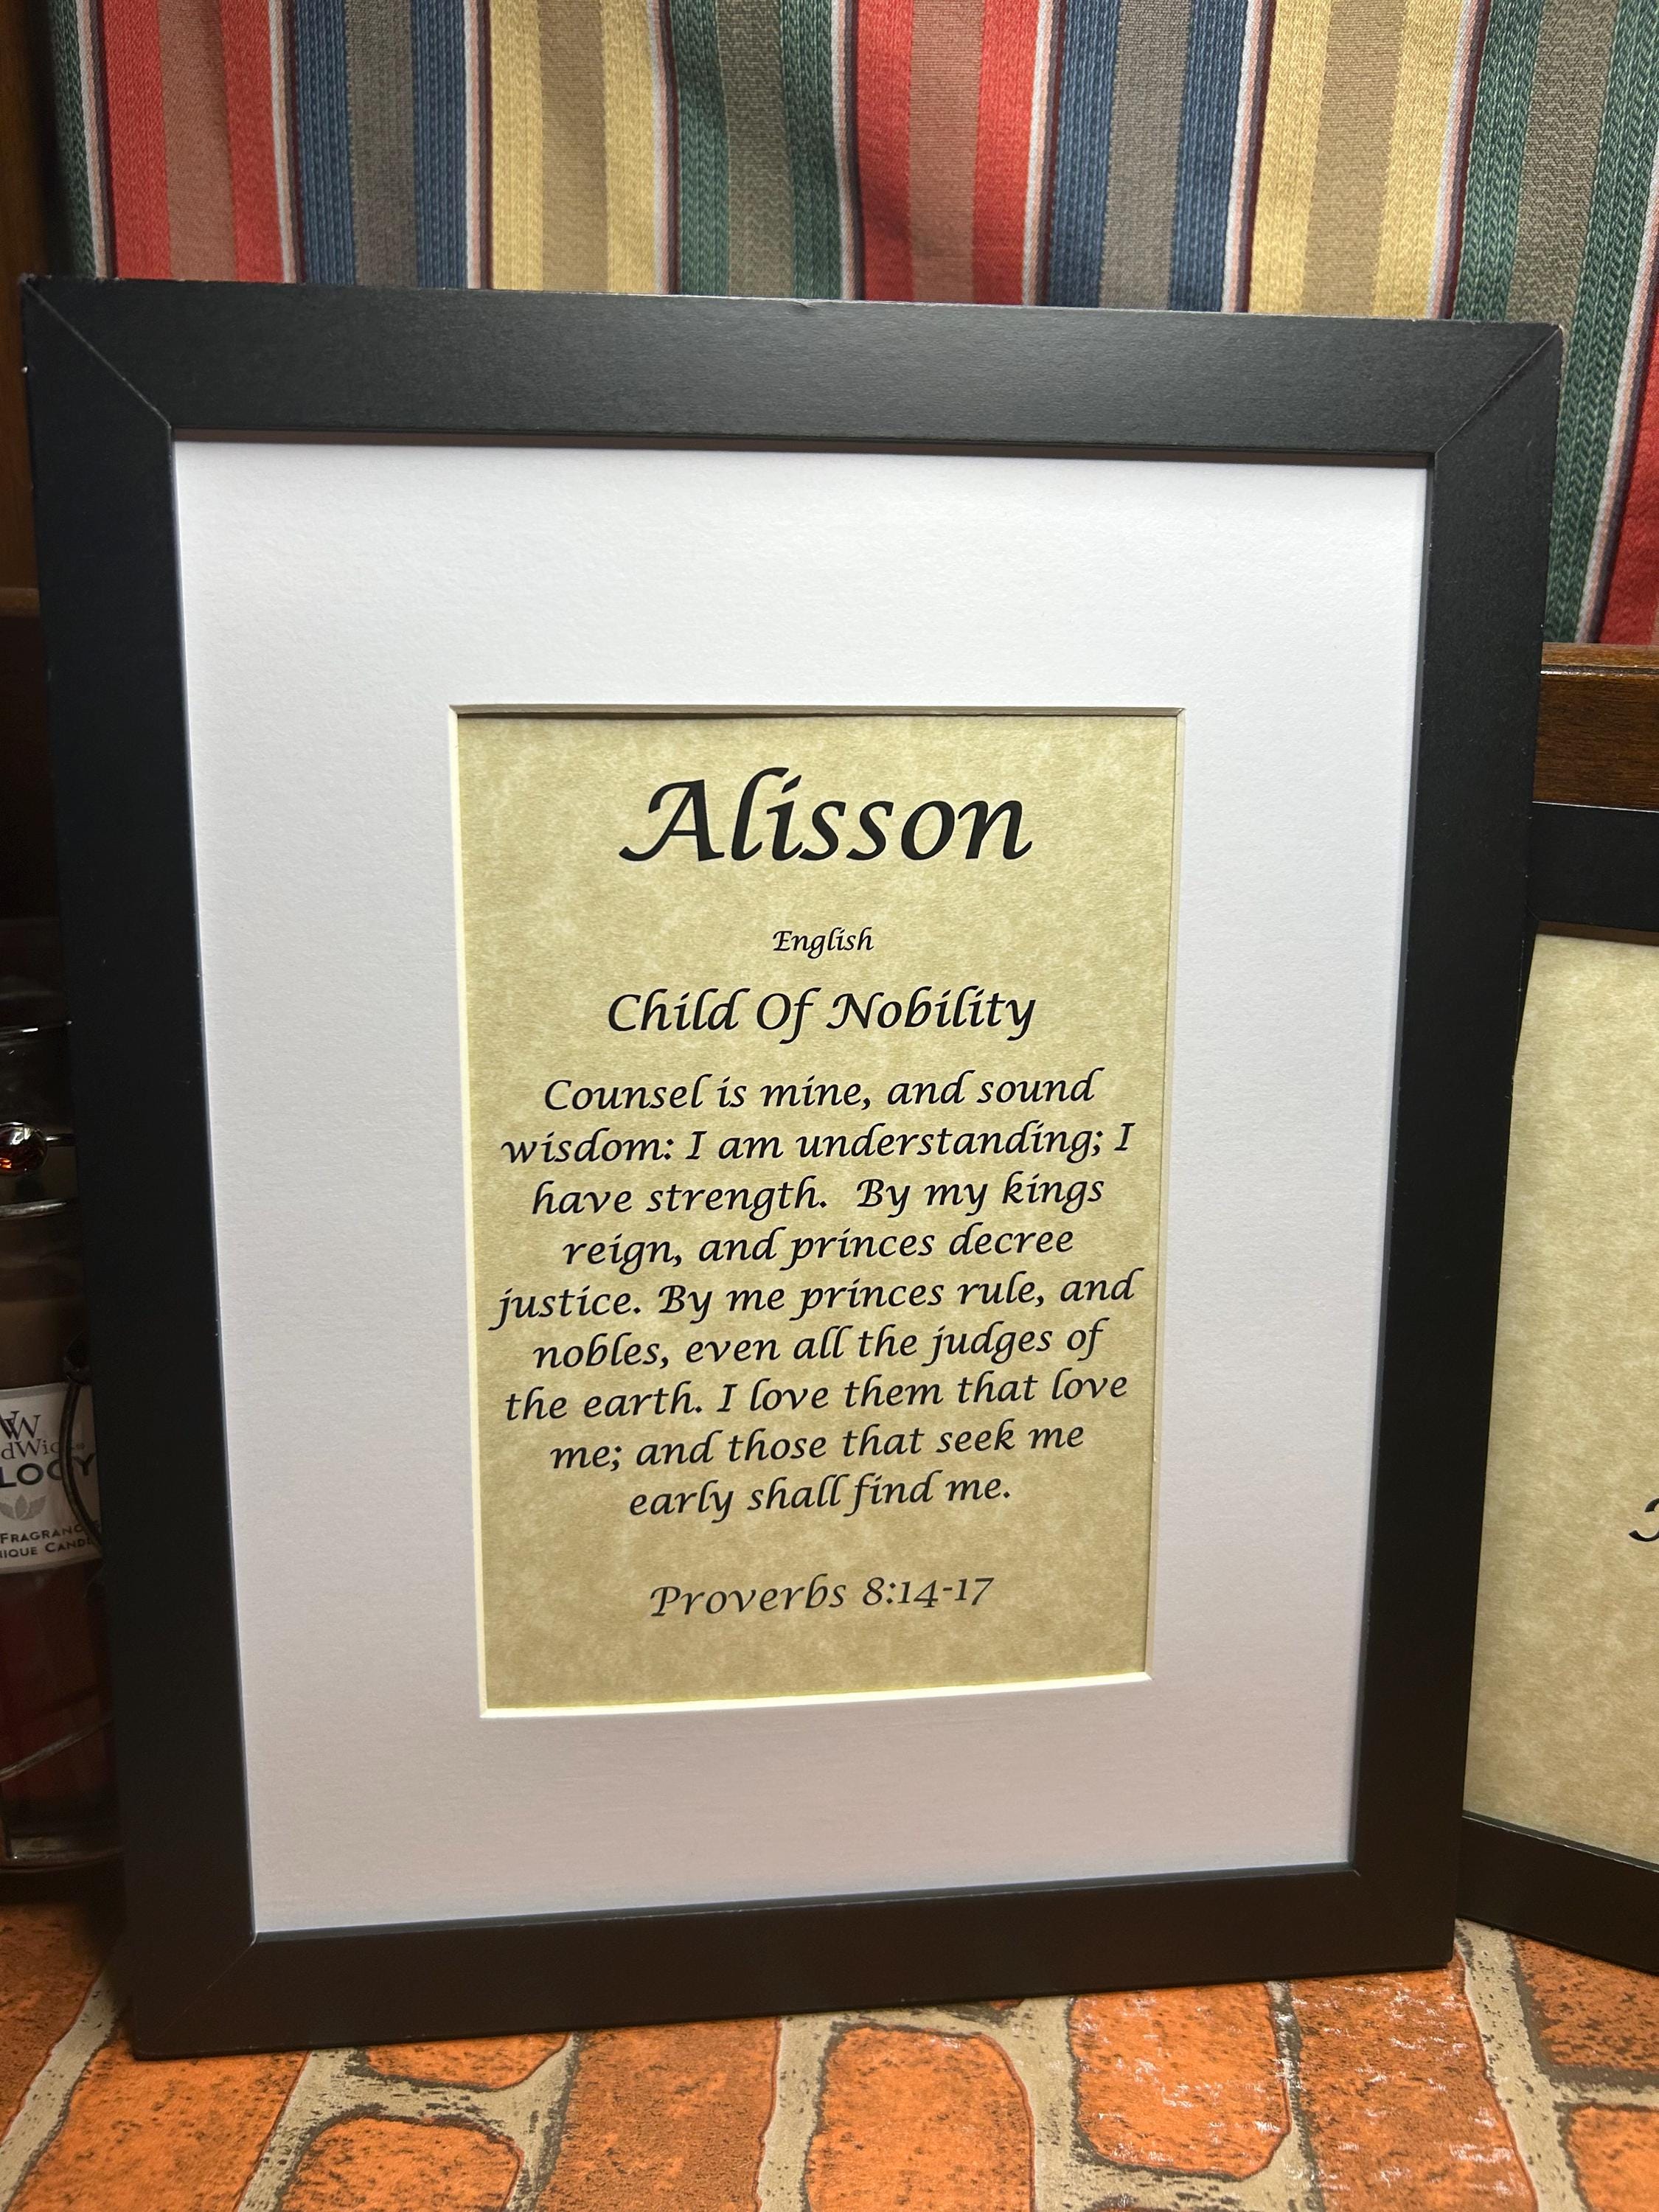 Alisson
English
Child Of Nobility
Counsel is mine, and sound
wisdom: I am understanding; I
have strength.  By my kings
reign, and princes decree
justice. By me princes rule, and
nobles, even all the judges of
the earth. I love them that love
me; and those that seek me
early shall find me.
Proverbs 8:14-17